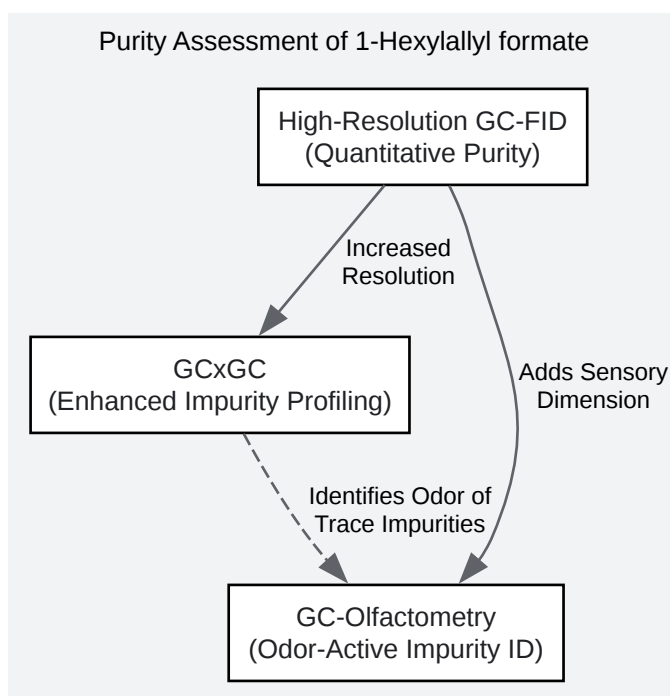 Purity Assessment of 1-Hexylallyl formate
High-Resolution GC-FID
(Quantitative Purity)
Increased
Resolution
GCxGC
(Enhanced Impurity Profiling)
Adds Sensory
Dimension
Identifies Odor of
Trace Impurities
GC-Olfactometry
(Odor-Active Impurity ID)